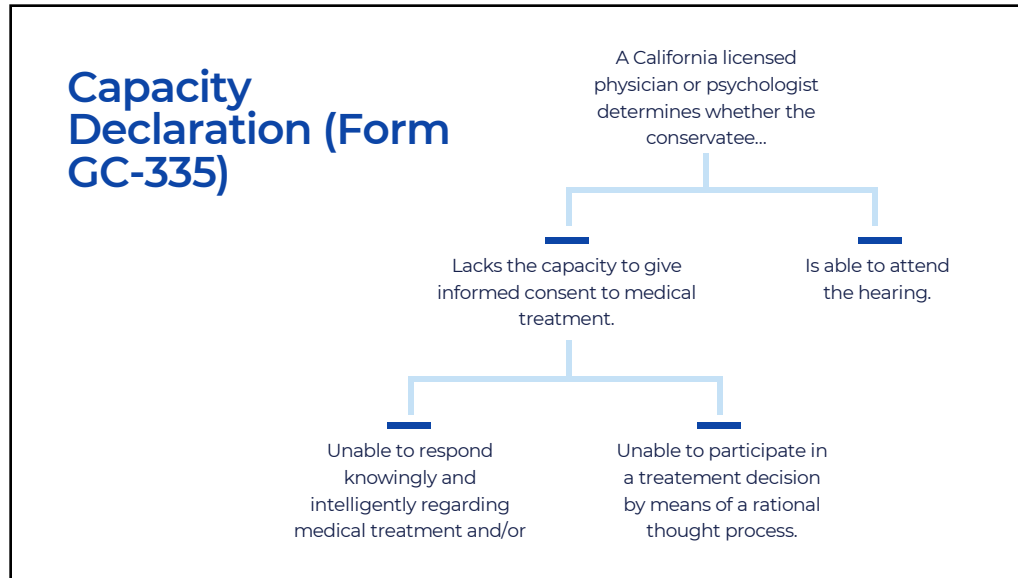 Capacity
Declaration (Form
GC-335)
A California licensed
physician or psychologist
determines whether the
conservatee...
Lacks the capacity to give
informed consent to medical
treatment.
Is able to attend
the hearing.
Unable to respond
knowingly and
intelligently regarding
medical treatment and/or
Unable to participate in
a treatement decision
by means of a rational
thought process.